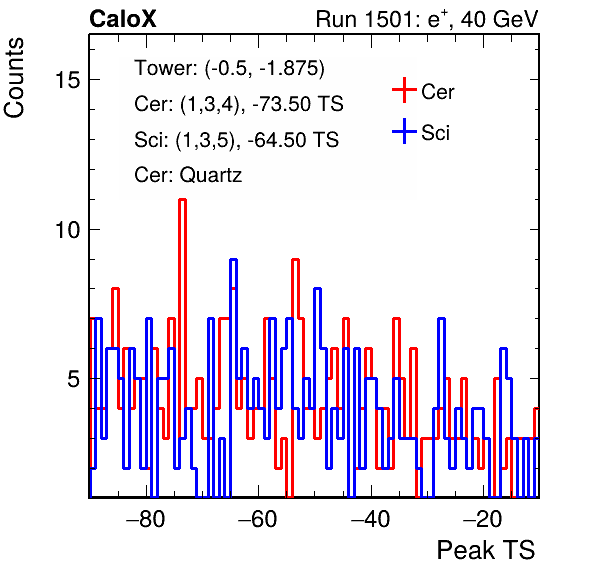 CaloX Run 1501: e⁺, 40 GeV
Counts
15
10
5
Tower: (-0.5, -1.875)
Cer: (1,3,4), -73.50 TS
Sci: (1,3,5), -64.50 TS
Cer: Quartz
Cer
Sci
−80 −60 −40 −20
Peak TS